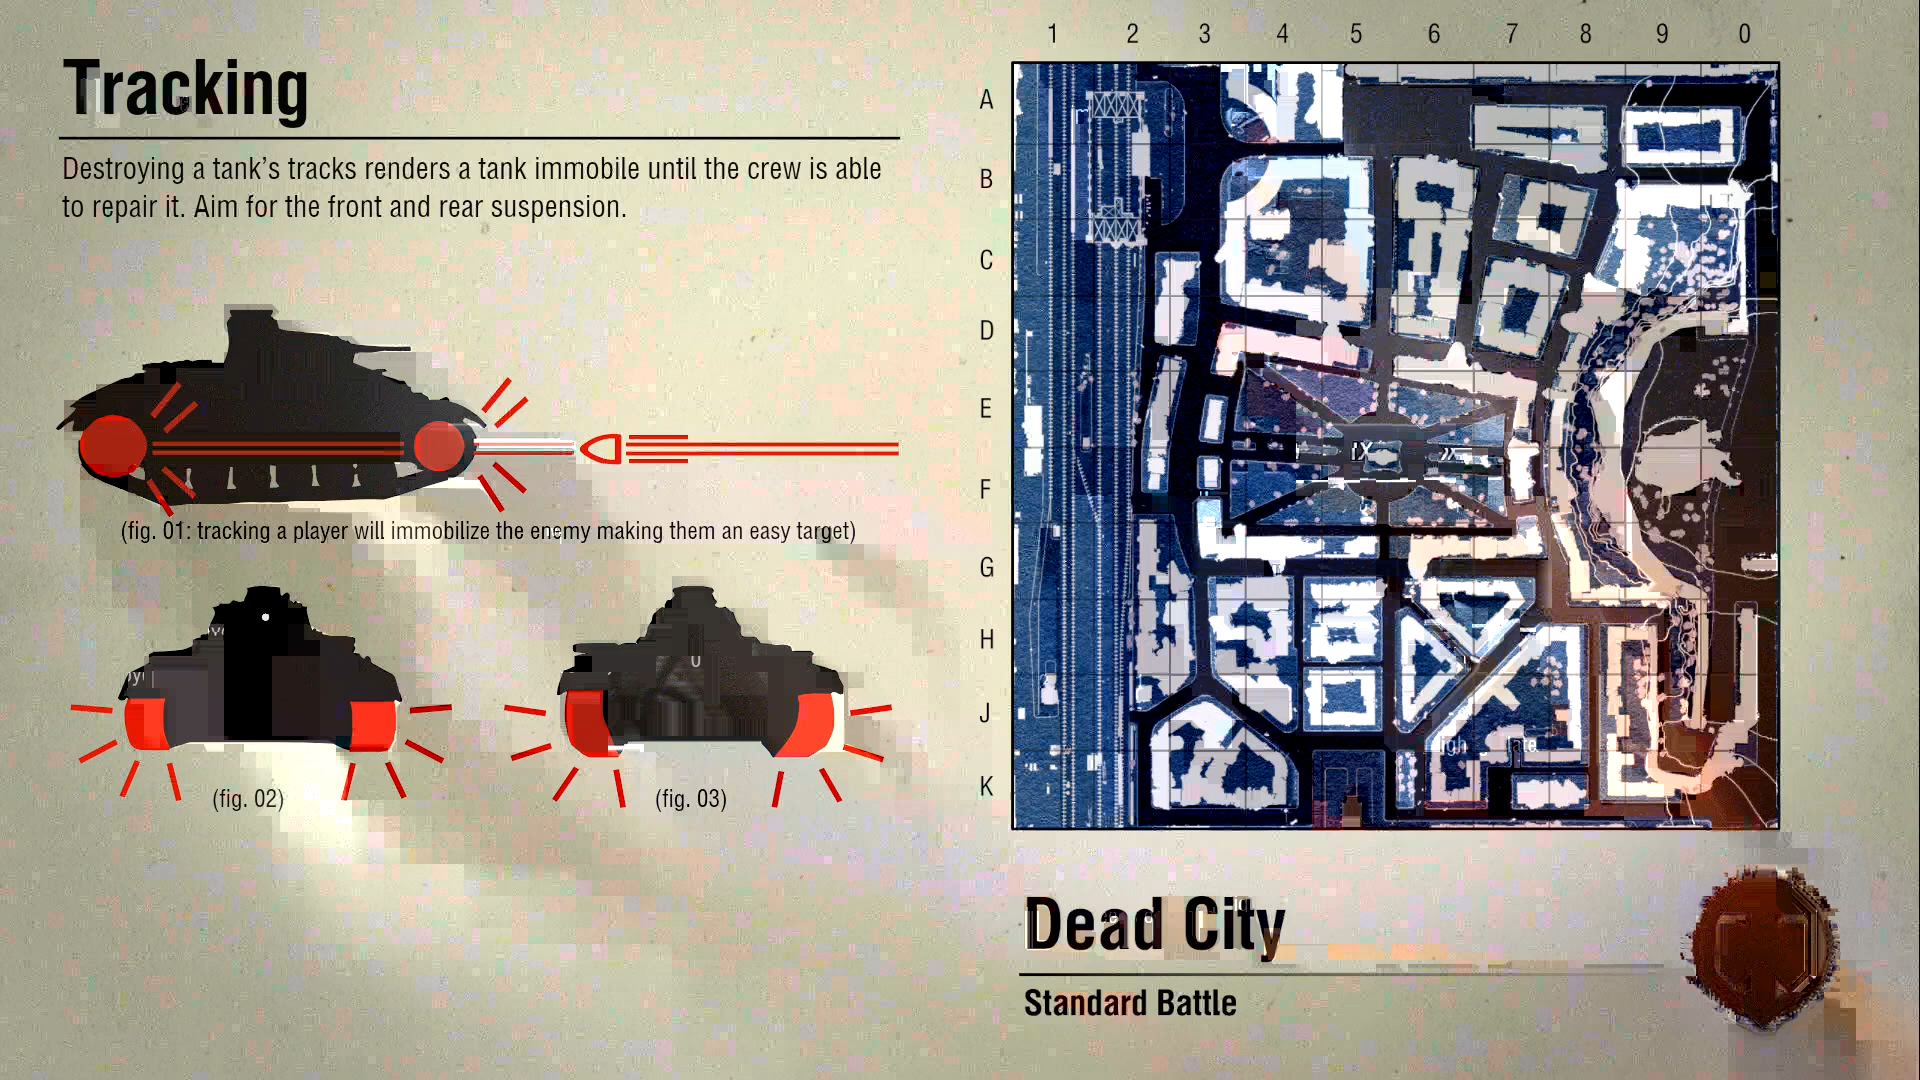 Tracking
Destroying a tank's tracks renders a tank immobile until the crew is able
to repair it. Aim for the front and rear suspension.
(fig. 01: tracking a player will immobilize the enemy making them an easy target)
(fig. 02)
(fig. 03)
1 2 3 4 5 6 7 8 9 0
A
B
C
D
E
F
G
H
J
K
Dead City
Standard Battle